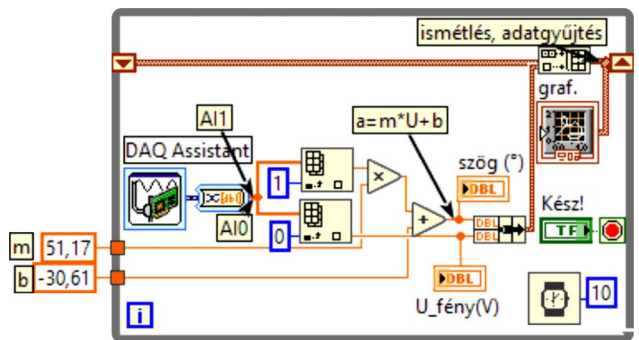 ismétlés, adatgyűjtés
graf.
AI1
a=m*U+b
DAQ Assistant
szög (°)
1
DBL
AI0
Kész!
0
DBL
DBL
TF
m 51,17
b -30,61
DBL
U_fény(V)
10
i